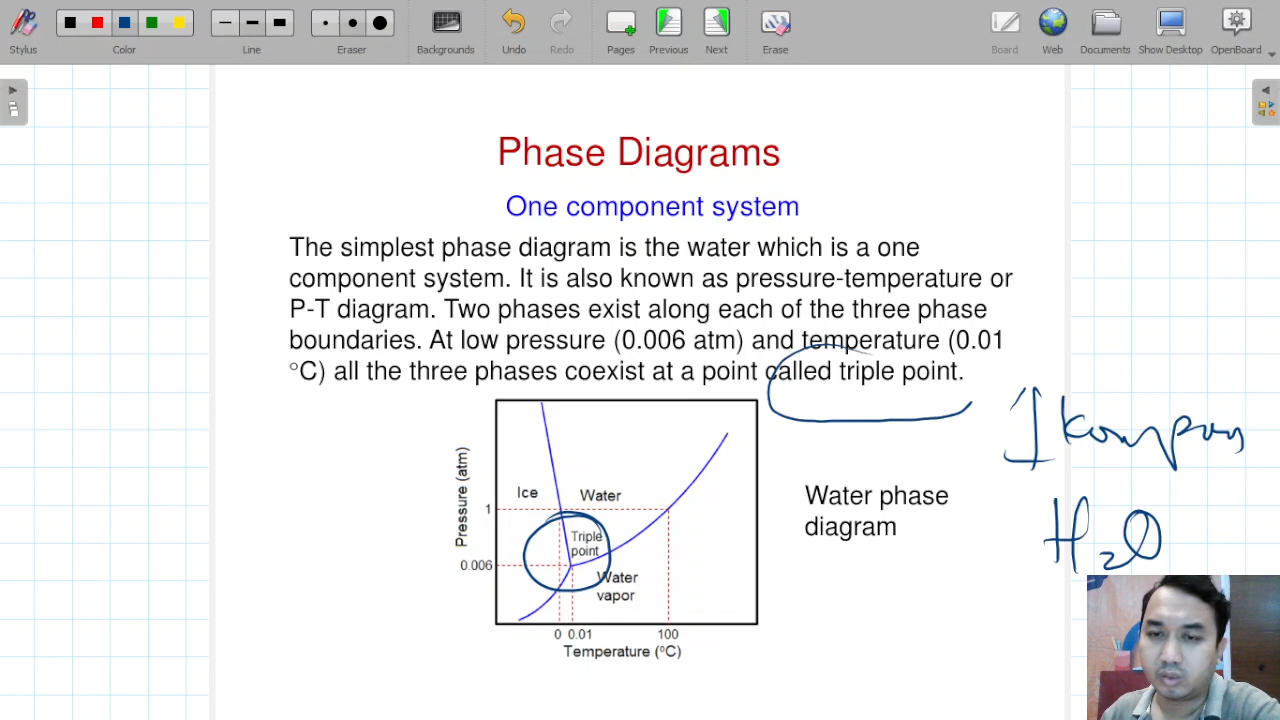 Stylus
Color
Line
Eraser
Backgrounds
Undo
Redo
Pages
Previous
Next
Erase
Board
Web
Documents
Show Desktop
OpenBoard
Phase Diagrams
One component system
The simplest phase diagram is the water which is a one
component system. It is also known as pressure-temperature or
P-T diagram. Two phases exist along each of the three phase
boundaries. At low pressure (0.006 atm) and temperature (0.01
°C) all the three phases coexist at a point called triple point.
Pressure (atm)
Ice
Water
1
Triple
point
0.006
Water
vapor
0 0.01
100
Temperature (°C)
Water phase
diagram
H₂O